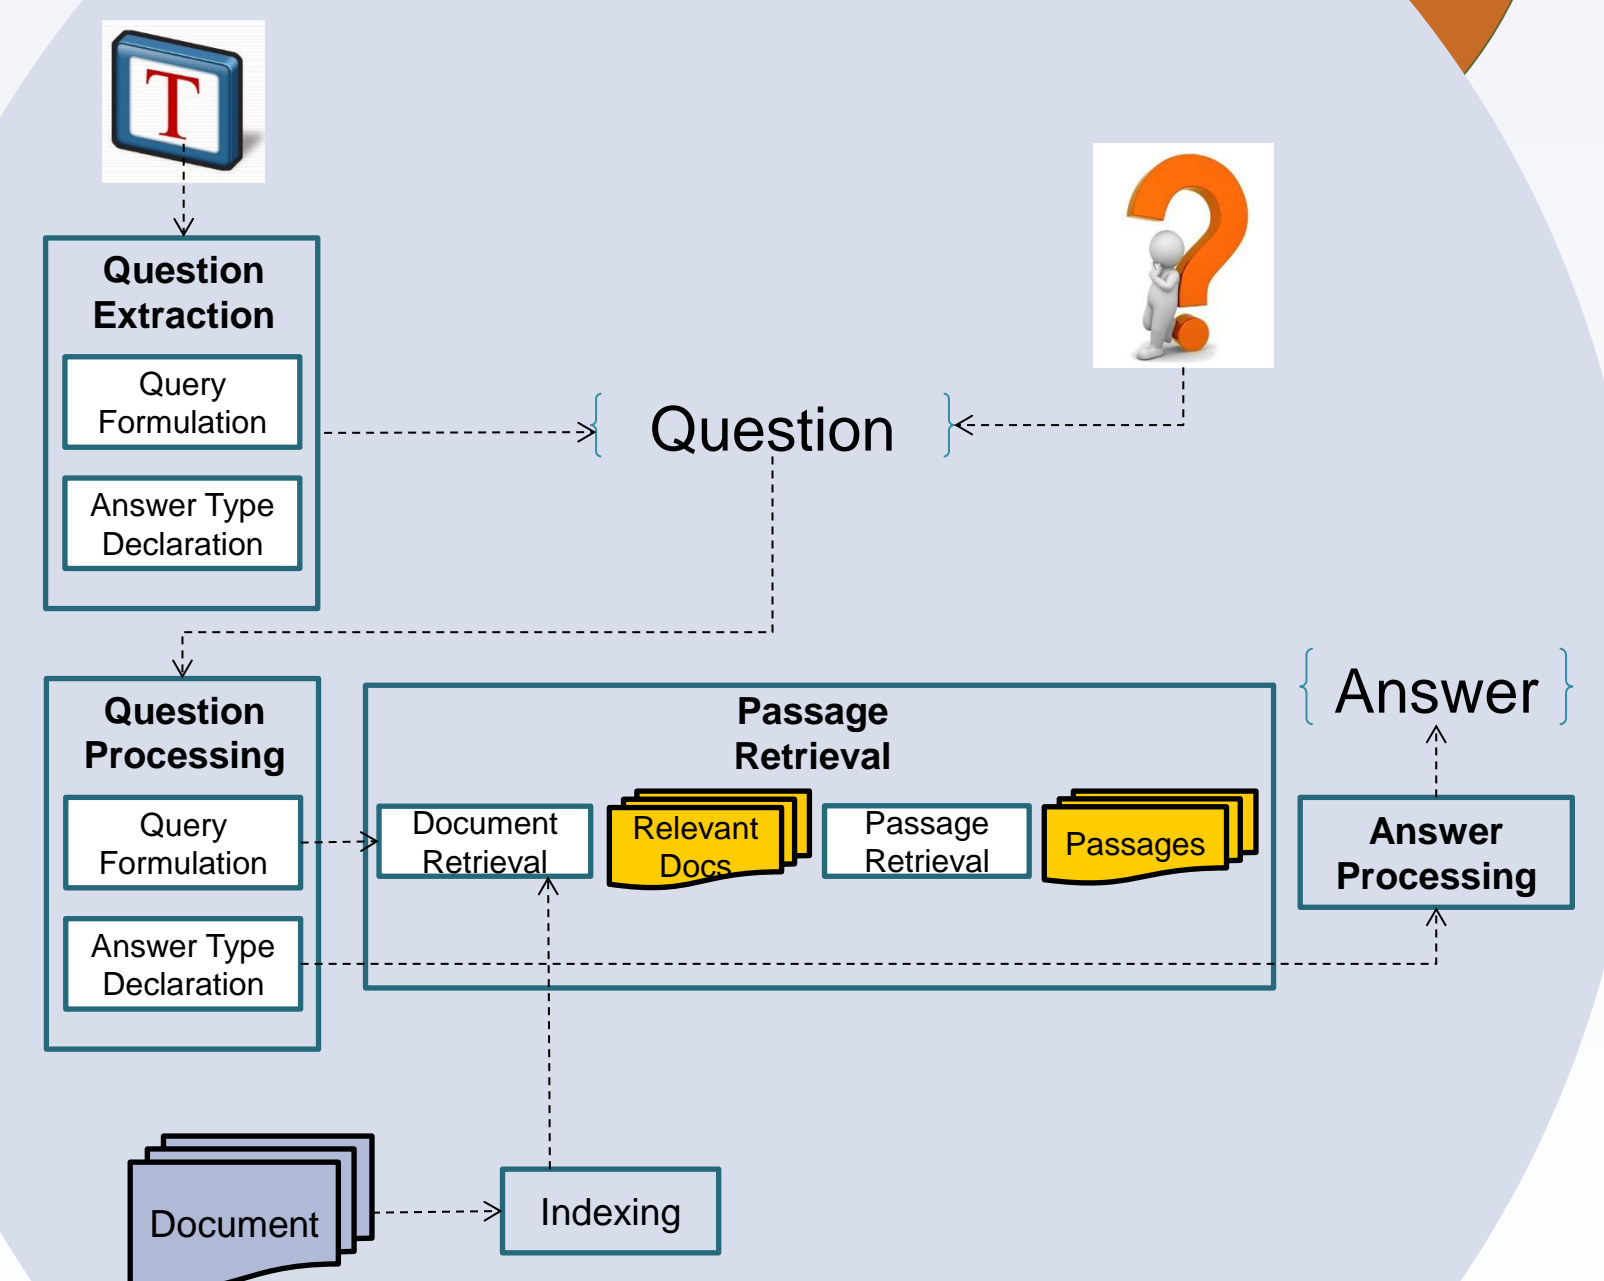 T
Question
Extraction
Query
Formulation
Answer Type
Declaration
Question
Question
Processing
Query
Formulation
Answer Type
Declaration
Passage
Retrieval
Document
Retrieval
Relevant
Docs
Passage
Retrieval
Passages
Answer
Answer
Processing
Document
Indexing